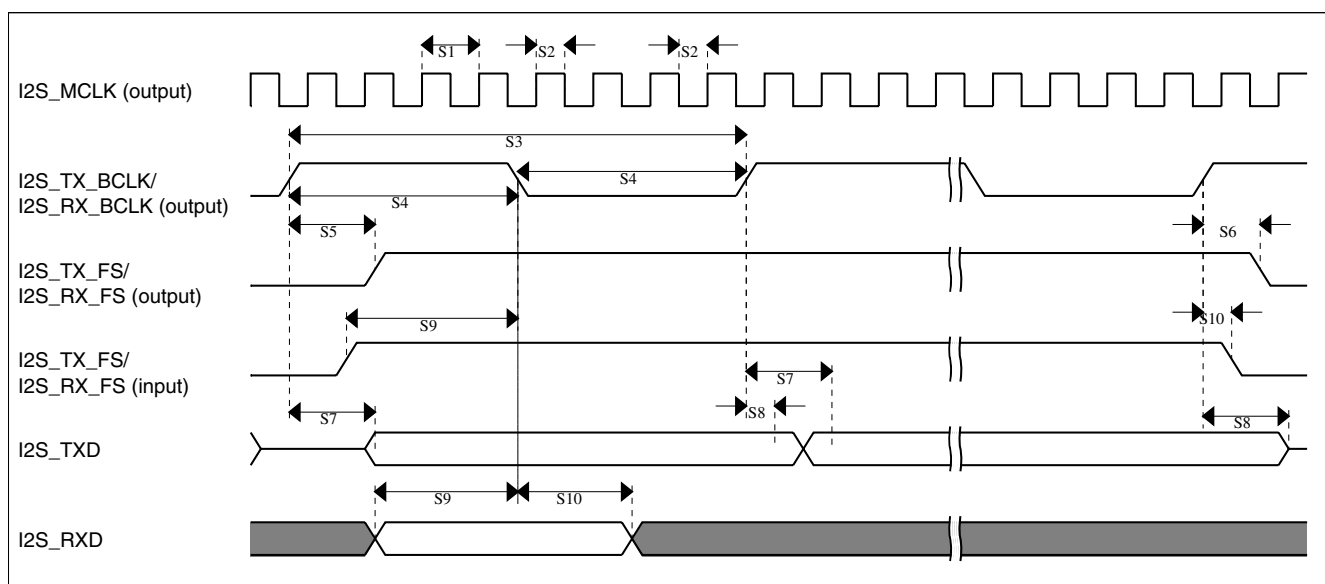 S1
S2
S2
I2S_MCLK (output)
S3
I2S_TX_BCLK/
I2S_RX_BCLK (output)
S4
S4
S5
S6
I2S_TX_FS/
I2S_RX_FS (output)
S9
S10
I2S_TX_FS/
I2S_RX_FS (input)
S7
S7
S8
S8
I2S_TXD
S9
S10
I2S_RXD